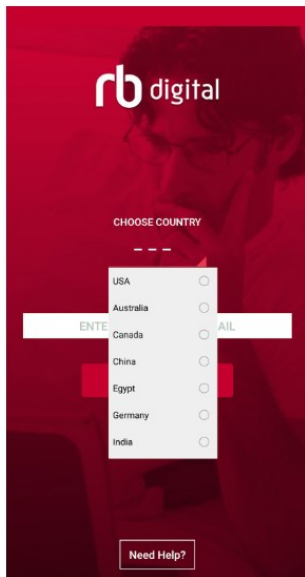 rb digital
CHOOSE COUNTRY
---
USA
Australia
ENTE AIL
Canada
China
Egypt
Germany
India
Need Help?